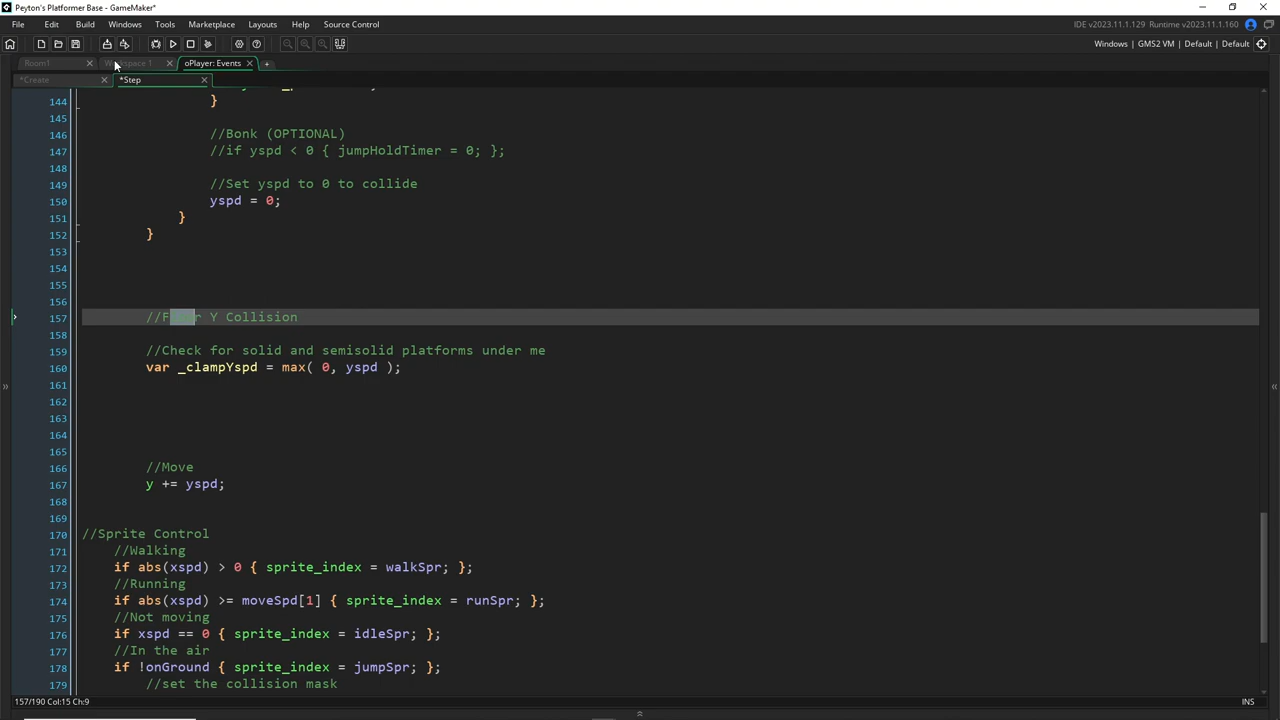 Peyton's Platformer Base - GameMaker*
File Edit Build Windows Tools Marketplace Layouts Help Source Control
IDE v2023.11.1.129 Runtime v2023.11.1.160
Windows | GMS2 VM | Default | Default
Room1 Workspace 1 oPlayer: Events
*Create *Step
144 }
145
146 //Bonk (OPTIONAL)
147 //if yspd < 0 { jumpHoldTimer = 0; };
148
149 //Set yspd to 0 to collide
150 yspd = 0;
151 }
152 }
153
154
155
156
157 //Floor Y Collision
158
159 //Check for solid and semisolid platforms under me
160 var _clampYspd = max( 0, yspd );
161
162
163
164
165
166 //Move
167 y += yspd;
168
169
170 //Sprite Control
171 //Walking
172 if abs(xspd) > 0 { sprite_index = walkSpr; };
173 //Running
174 if abs(xspd) >= moveSpd[1] { sprite_index = runSpr; };
175 //Not moving
176 if xspd == 0 { sprite_index = idleSpr; };
177 //In the air
178 if !onGround { sprite_index = jumpSpr; };
179 //set the collision mask
157/190 Col:15 Ch:9 INS